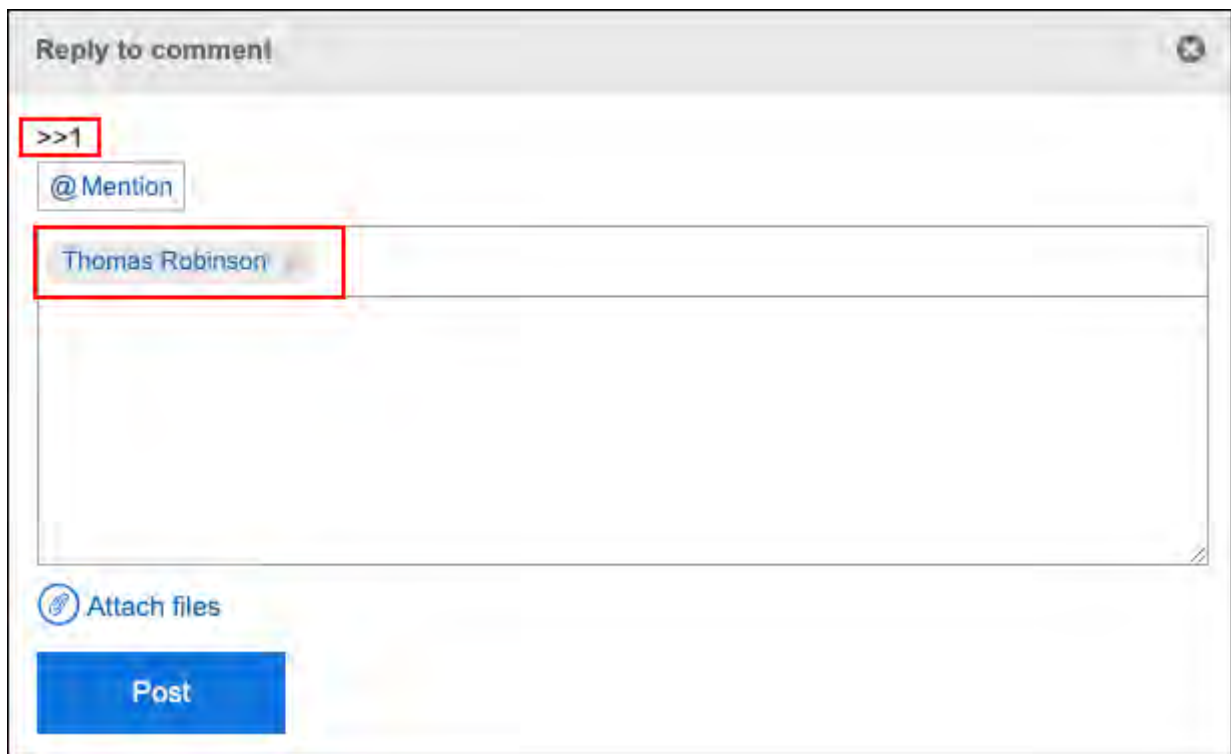 Reply to comment
>>1
@Mention
Thomas Robinson
Attach files
Post